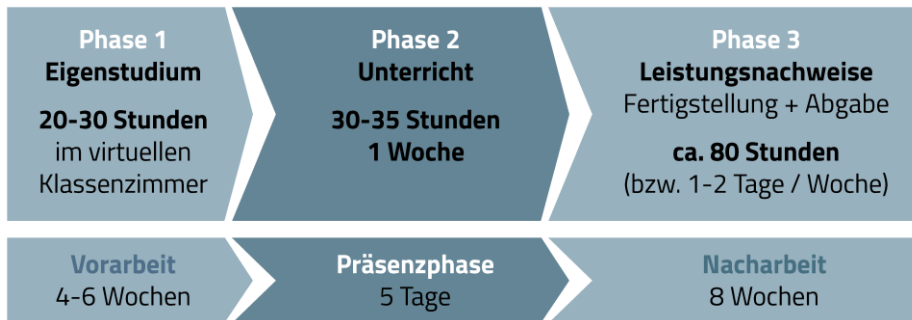 Phase 1
Eigenstudium
20-30 Stunden
im virtuellen
Klassenzimmer
Phase 2
Unterricht
30-35 Stunden
1 Woche
Phase 3
Leistungsnachweise
Fertigstellung + Abgabe
ca. 80 Stunden
(bzw. 1-2 Tage / Woche)
Vorarbeit
4-6 Wochen
Präsenzphase
5 Tage
Nacharbeit
8 Wochen